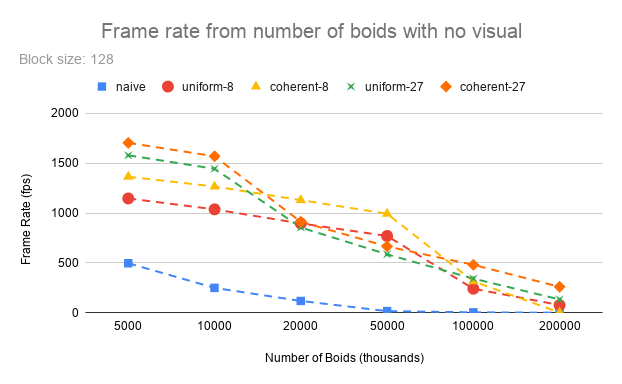 Frame rate from number of boids with no visual
Block size: 128
naive uniform-8 coherent-8 uniform-27 coherent-27
2000
1500
1000
500
0
Frame Rate (fps)
5000 10000 20000 50000 100000 200000
Number of Boids (thousands)